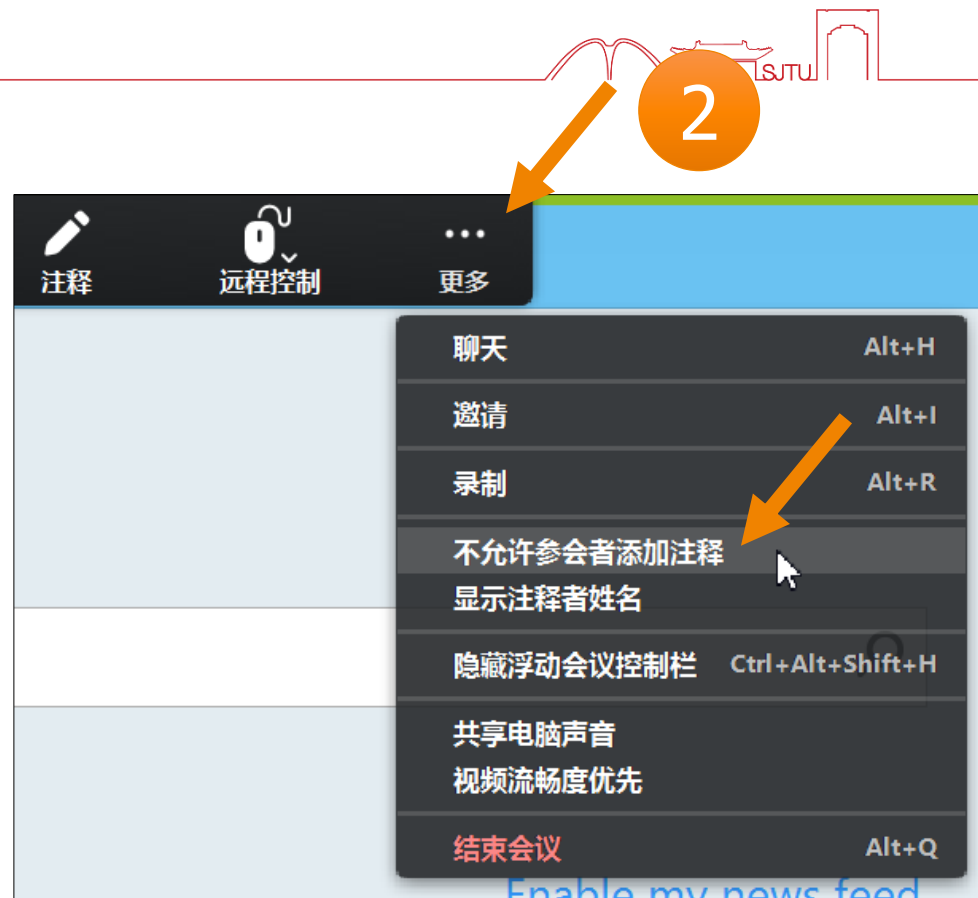 SJTU
2
注释
远程控制
更多
聊天 Alt+H
邀请 Alt+I
录制 Alt+R
不允许参会者添加注释
显示注释者姓名
隐藏浮动会议控制栏 Ctrl+Alt+Shift+H
共享电脑声音
视频流畅度优先
结束会议 Alt+Q
Enable my news feed